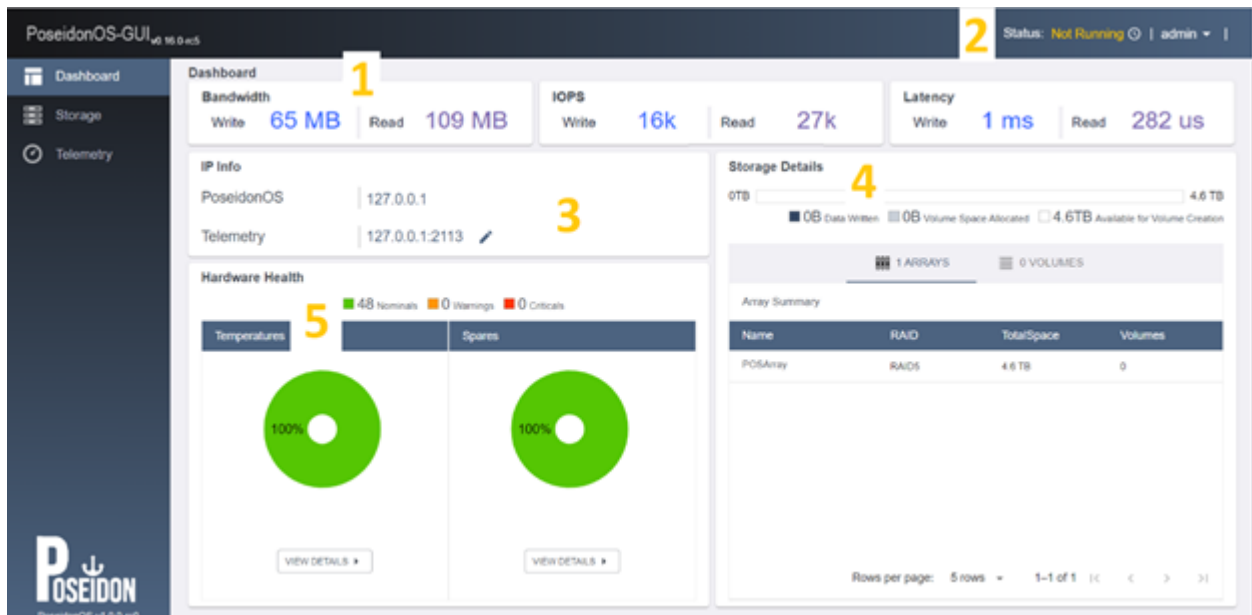 PoseidonOS-GUI v0.16.0-rc5
2
Status: Not Running | admin |
Dashboard
Storage
Telemetry
Dashboard
1
Bandwidth
Write 65 MB Read 109 MB
IOPS
Write 16k Read 27k
Latency
Write 1 ms Read 282 us
IP Info
PoseidonOS 127.0.0.1
3
Telemetry 127.0.0.1:2113
Storage Details
4
0TB 4.6 TB
0B Data Written 0B Volume Space Allocated 4.6TB Available for Volume Creation
1 ARRAYS 0 VOLUMES
Array Summary
Name RAID TotalSpace Volumes
POSArray RAID5 4.6 TB 0
Rows per page: 5 rows 1-1 of 1
Hardware Health
48 Nominals 0 Warnings 0 Criticals
5
Temperatures Spares
100% 100%
VIEW DETAILS VIEW DETAILS
POSEIDON